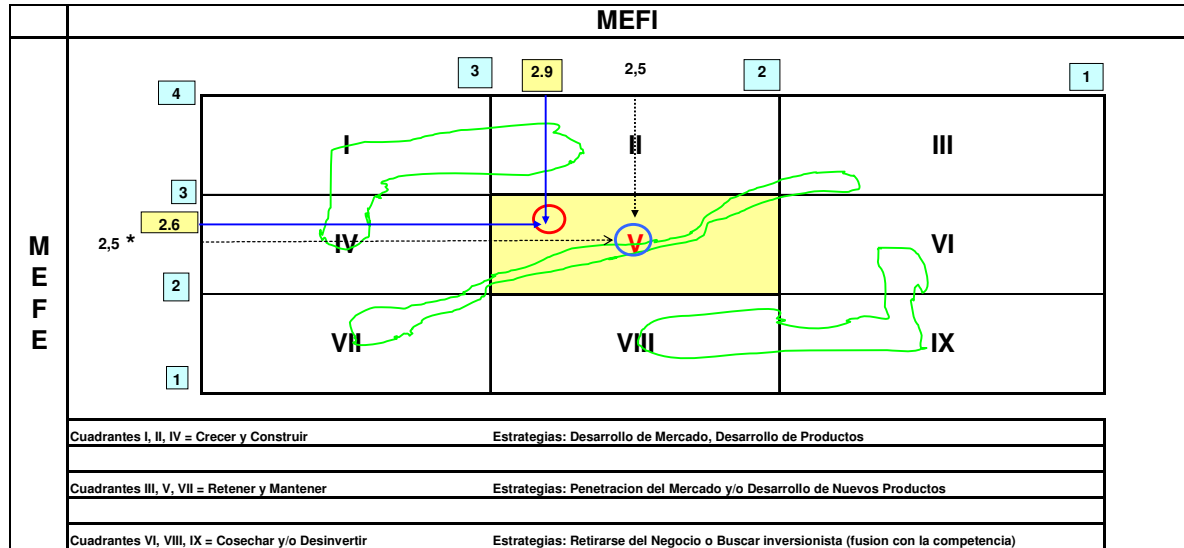 MEFI
3 2.9 2,5 2 1
4
I II III
3
2.6
2,5 *
IV V VI
2
VII VIII IX
1
M
E
F
E
Cuadrantes I, II, IV = Crecer y Construir Estrategias: Desarrollo de Mercado, Desarrollo de Productos
Cuadrantes III, V, VII = Retener y Mantener Estrategias: Penetracion del Mercado y/o Desarrollo de Nuevos Productos
Cuadrantes VI, VIII, IX = Cosechar y/o Desinvertir Estrategias: Retirarse del Negocio o Buscar inversionista (fusion con la competencia)